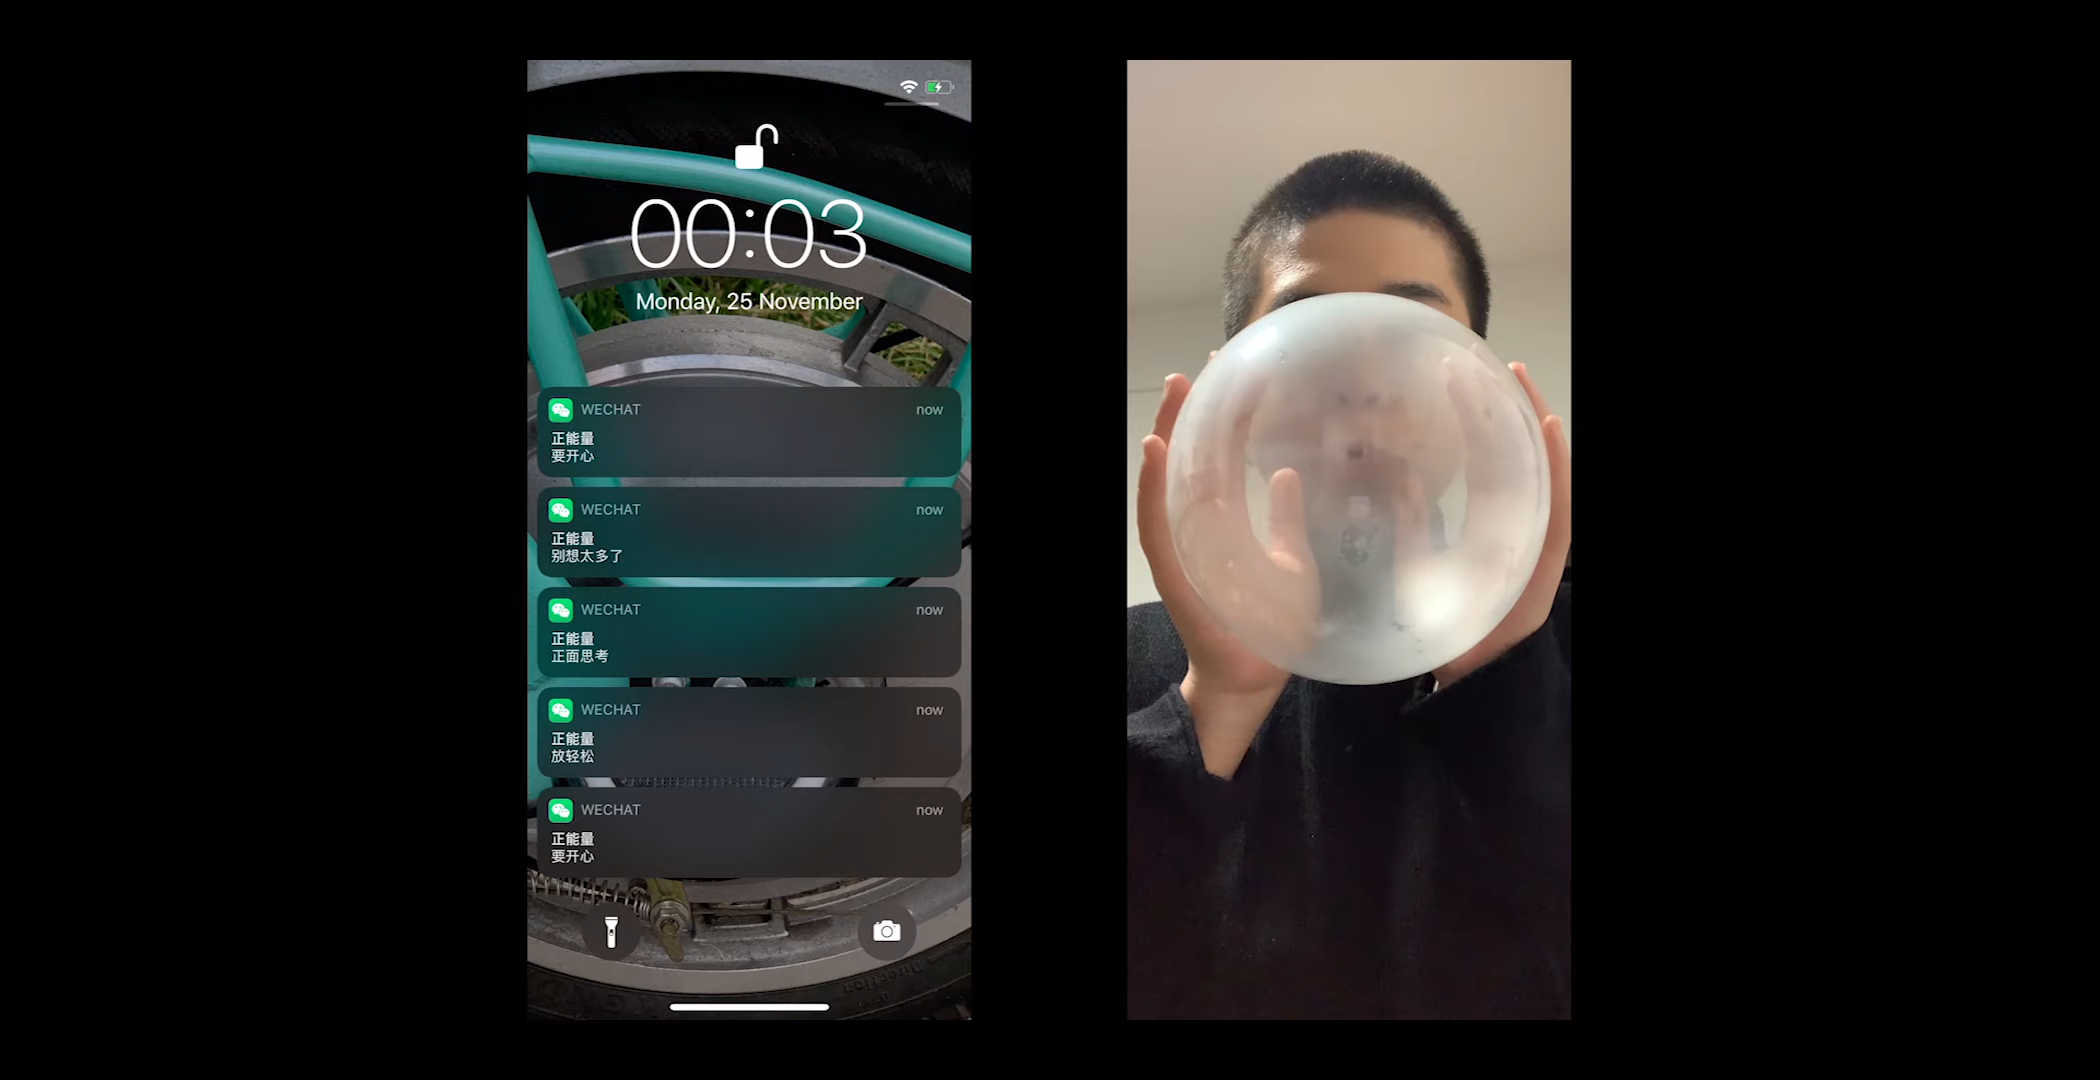 00:03
Monday, 25 November
WECHAT now
正能量
要开心
WECHAT now
正能量
别想太多了
WECHAT now
正能量
正面思考
WECHAT now
正能量
放轻松
WECHAT now
正能量
要开心
direction